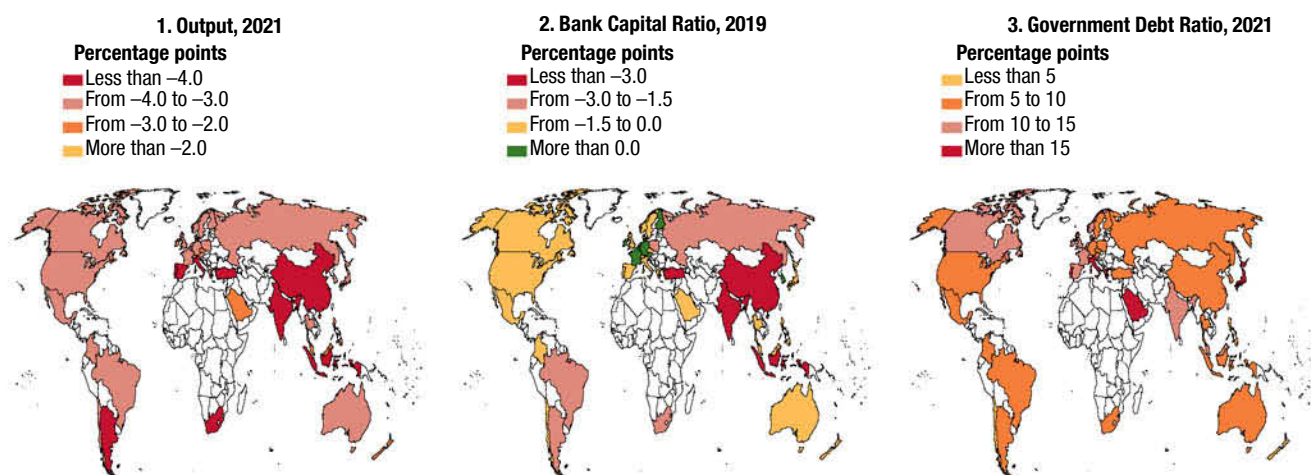 1. Output, 2021
Percentage points
Less than –4.0
From –4.0 to –3.0
From –3.0 to –2.0
More than –2.0
2. Bank Capital Ratio, 2019
Percentage points
Less than –3.0
From –3.0 to –1.5
From –1.5 to 0.0
More than 0.0
3. Government Debt Ratio, 2021
Percentage points
Less than 5
From 5 to 10
From 10 to 15
More than 15